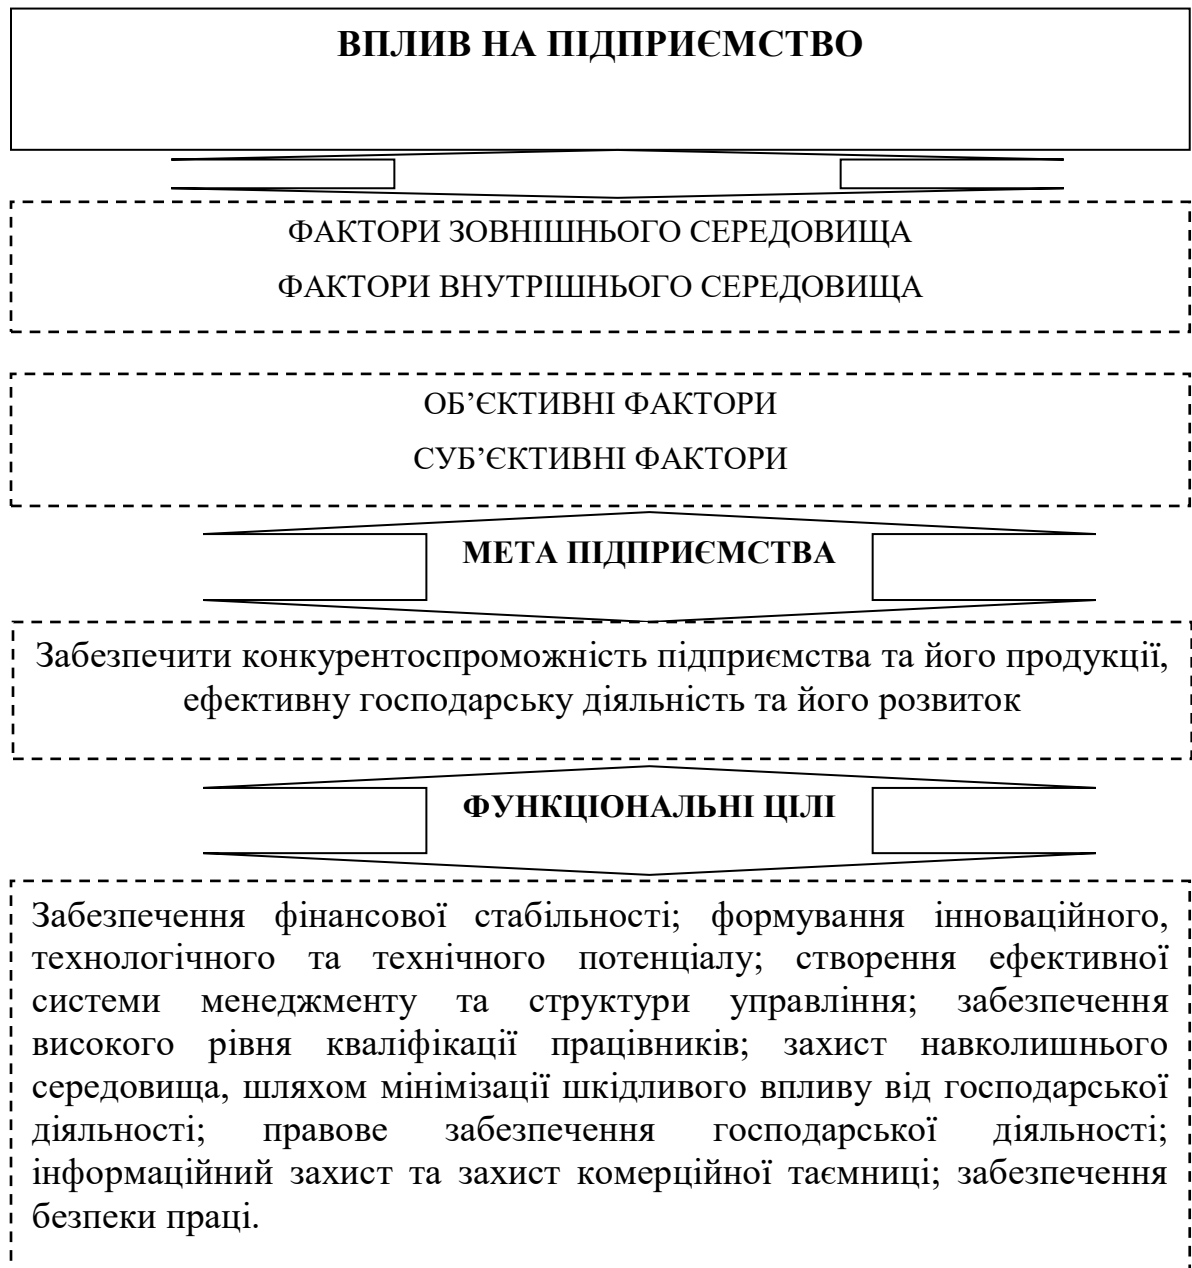 ВПЛИВ НА ПІДПРИЄМСТВО
ФАКТОРИ ЗОВНІШНЬОГО СЕРЕДОВИЩА
ФАКТОРИ ВНУТРІШНЬОГО СЕРЕДОВИЩА
ОБ’ЄКТИВНІ ФАКТОРИ
СУБ’ЄКТИВНІ ФАКТОРИ
МЕТА ПІДПРИЄМСТВА
Забезпечити конкурентоспроможність підприємства та його продукції,
ефективну господарську діяльність та його розвиток
ФУНКЦІОНАЛЬНІ ЦІЛІ
Забезпечення фінансової стабільності; формування інноваційного,
технологічного та технічного потенціалу; створення ефективної
системи менеджменту та структури управління; забезпечення
високого рівня кваліфікації працівників; захист навколишнього
середовища, шляхом мінімізації шкідливого впливу від господарської
діяльності; правове забезпечення господарської діяльності;
інформаційний захист та захист комерційної таємниці; забезпечення
безпеки праці.